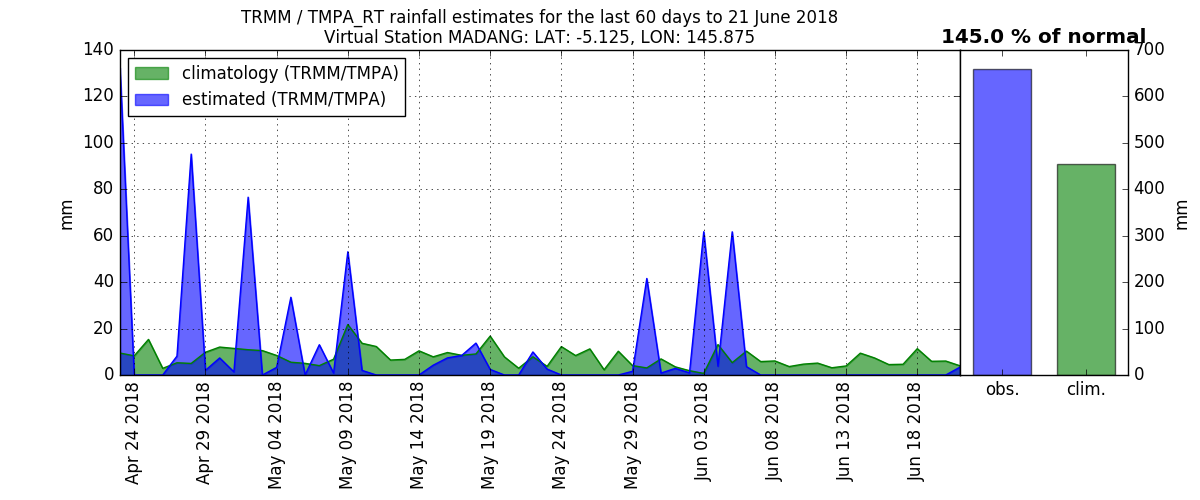 TRMM / TMPA_RT rainfall estimates for the last 60 days to 21 June 2018
Virtual Station MADANG: LAT: -5.125, LON: 145.875
145.0 % of normal
climatology (TRMM/TMPA)
estimated (TRMM/TMPA)
mm
140
120
100
80
60
40
20
0
Apr 24 2018
Apr 29 2018
May 04 2018
May 09 2018
May 14 2018
May 19 2018
May 24 2018
May 29 2018
Jun 03 2018
Jun 08 2018
Jun 13 2018
Jun 18 2018
obs.
clim.
700
600
500
400
300
200
100
0
mm